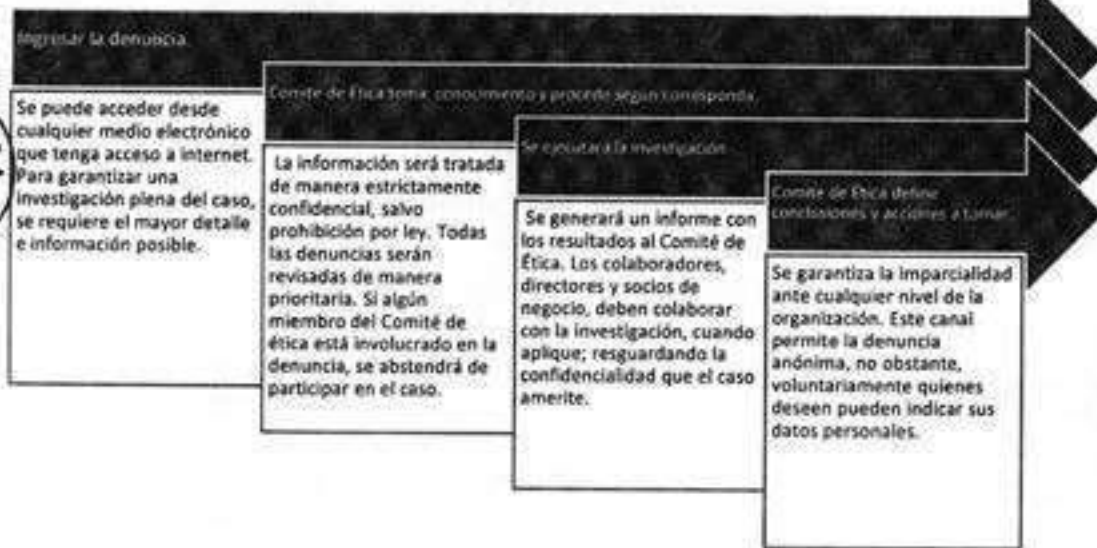 Ingresar la denuncia.
Se puede acceder desde
cualquier medio electrónico
que tenga acceso a internet.
Para garantizar una
investigación plena del caso,
se requiere el mayor detalle
e información posible.
Comité de Ética toma conocimiento y procede según corresponda.
La información será tratada
de manera estrictamente
confidencial, salvo
prohibición por ley. Todas
las denuncias serán
revisadas de manera
prioritaria. Si algún
miembro del Comité de
ética está involucrado en la
denuncia, se abstendrá de
participar en el caso.
Se ejecutará la investigación
Se generará un informe con
los resultados al Comité de
Ética. Los colaboradores,
directores y socios de
negocio, deben colaborar
con la investigación, cuando
aplique; resguardando la
confidencialidad que el caso
amerite.
Comité de Ética define
conclusiones y acciones a tomar.
Se garantiza la imparcialidad
ante cualquier nivel de la
organización. Este canal
permite la denuncia
anónima, no obstante,
voluntariamente quienes
deseen pueden indicar sus
datos personales.